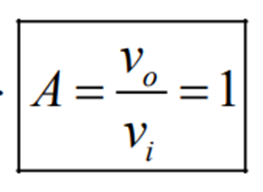 A = v_o / v_i = 1